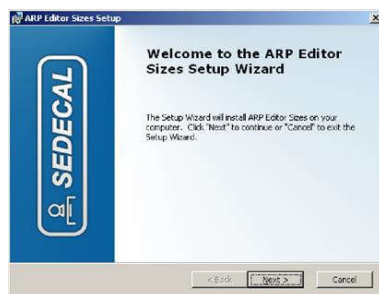 ARP Editor Sizes Setup
Welcome to the ARP Editor
Sizes Setup Wizard
The Setup Wizard will install ARP Editor Sizes on your
computer. Click "Next" to continue or "Cancel" to exit the
Setup Wizard.
SEDECAL
< Back
Next >
Cancel